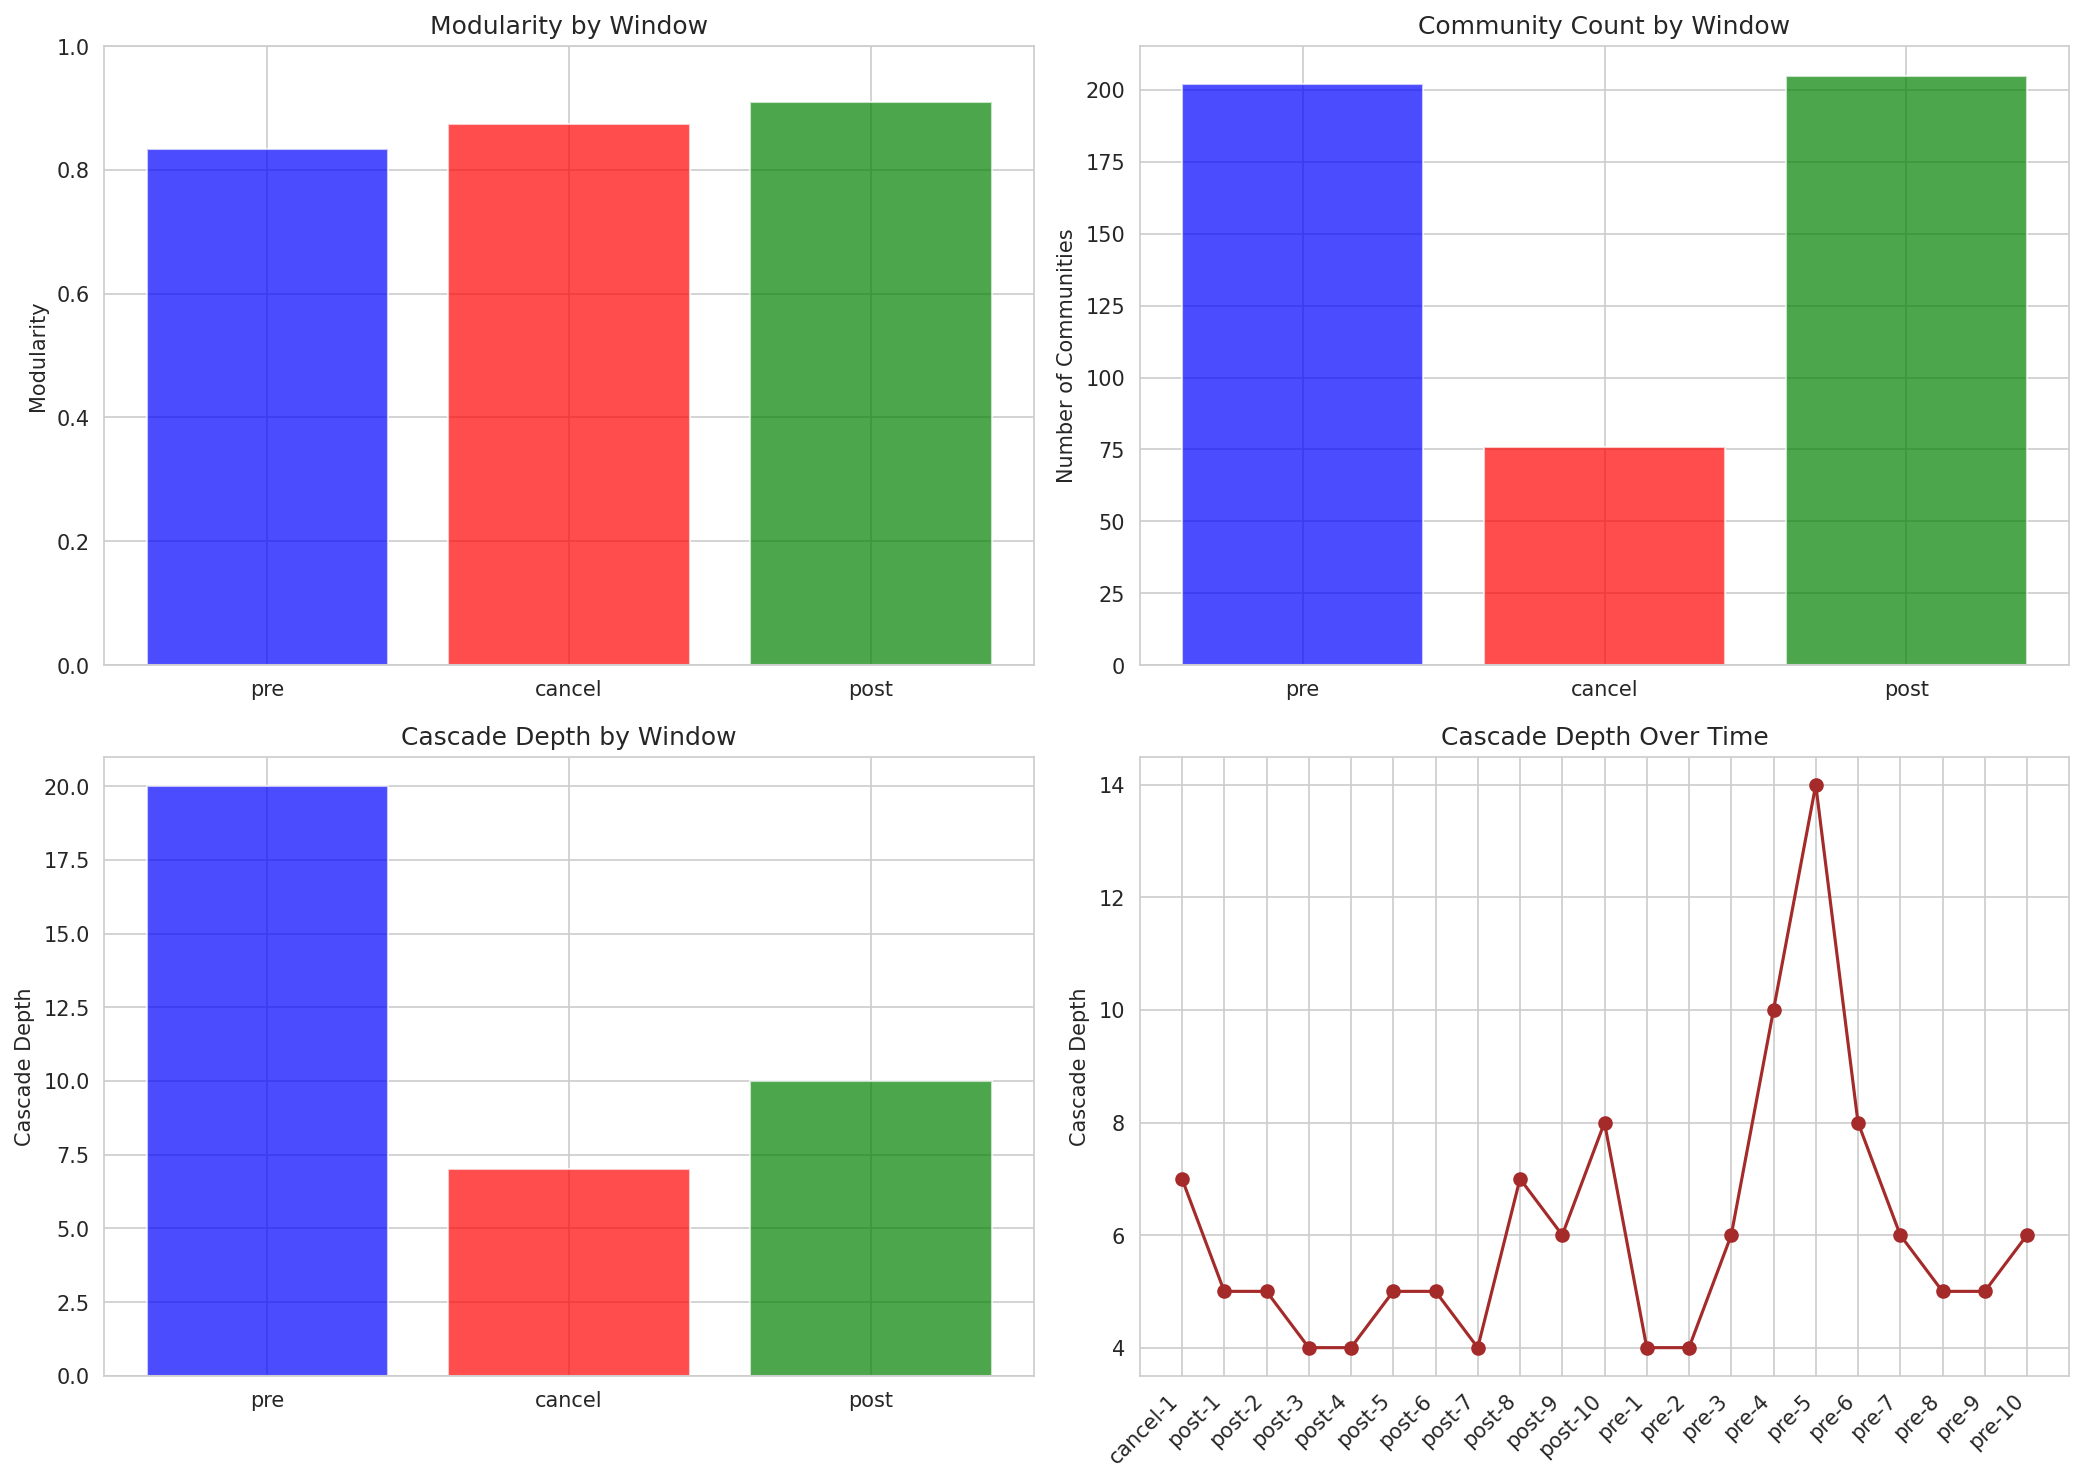 Modularity by Window
Modularity
1.0
0.8
0.6
0.4
0.2
0.0
pre cancel post
Community Count by Window
Number of Communities
200
175
150
125
100
75
50
25
0
pre cancel post
Cascade Depth by Window
Cascade Depth
20.0
17.5
15.0
12.5
10.0
7.5
5.0
2.5
0.0
pre cancel post
Cascade Depth Over Time
Cascade Depth
14
12
10
8
6
4
cancel-1 post-1 post-2 post-3 post-4 post-5 post-6 post-7 post-8 post-9 post-10 pre-1 pre-2 pre-3 pre-4 pre-5 pre-6 pre-7 pre-8 pre-9 pre-10